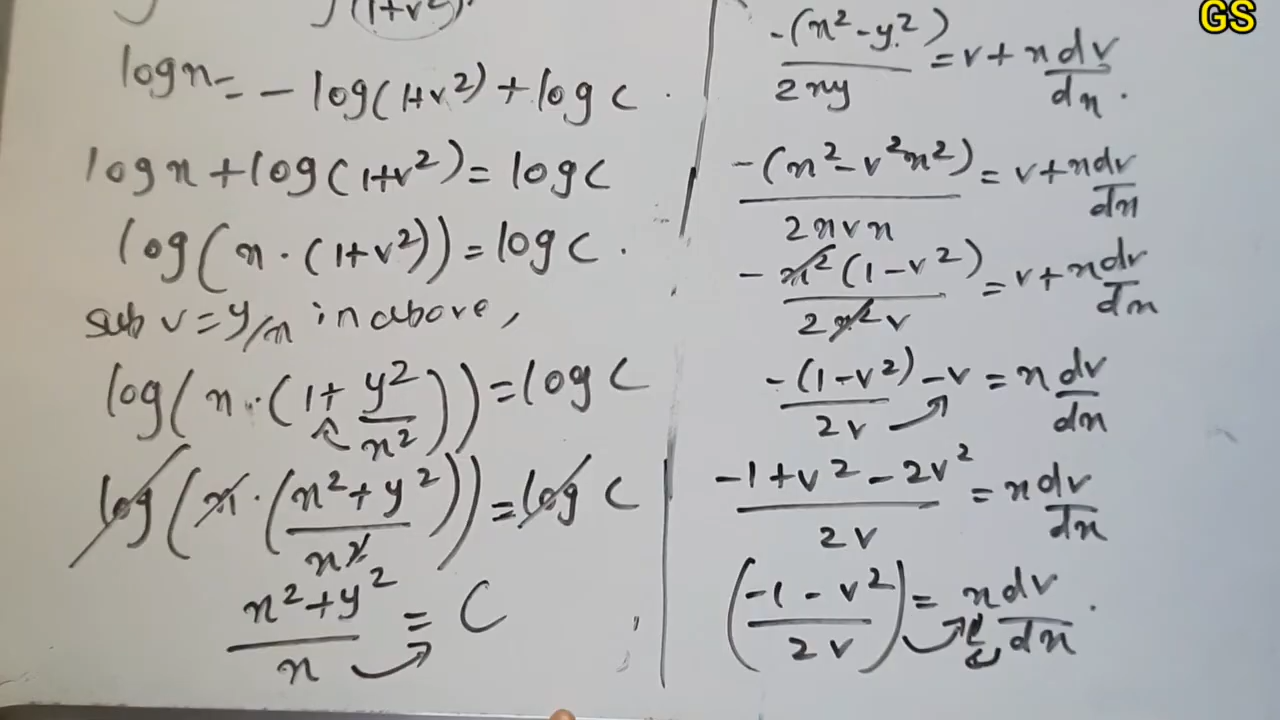 ∫(1+v²)
log x = - log(1+v²) + log c
log x + log(1+v²) = log c
log(x · (1+v²)) = log c.
sub v = y/x in above,
log(x · (1 + y²/x²)) = log c
log(x · ((x²+y²)/x²)) = log c
(x²+y²)/x = C
GS
-(x²-y²)/2xy = v + x dv/dx.
-(x²-v²x²)/2xvx = v + x dv/dx
-x²(1-v²)/2x²v = v + x dv/dx
-(1-v²)/2v - v = x dv/dx
(-1+v²-2v²)/2v = x dv/dx
((-1-v²)/2v) = x dv/dx.